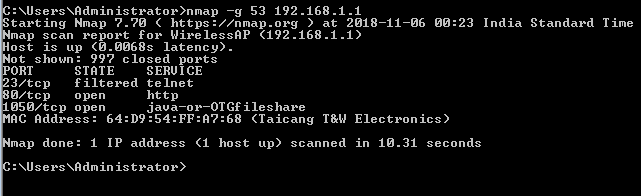 C:\Users\Administrator>nmap -g 53 192.168.1.1
Starting Nmap 7.70 ( https://nmap.org ) at 2018-11-06 00:23 India Standard Time
Nmap scan report for WirelessAP (192.168.1.1)
Host is up (0.0068s latency).
Not shown: 997 closed ports
PORT     STATE    SERVICE
23/tcp   filtered telnet
80/tcp   open     http
1050/tcp open     java-or-OTGfileshare
MAC Address: 64:D9:54:FF:A7:68 (Taicang T&W Electronics)
Nmap done: 1 IP address (1 host up) scanned in 10.31 seconds
C:\Users\Administrator>